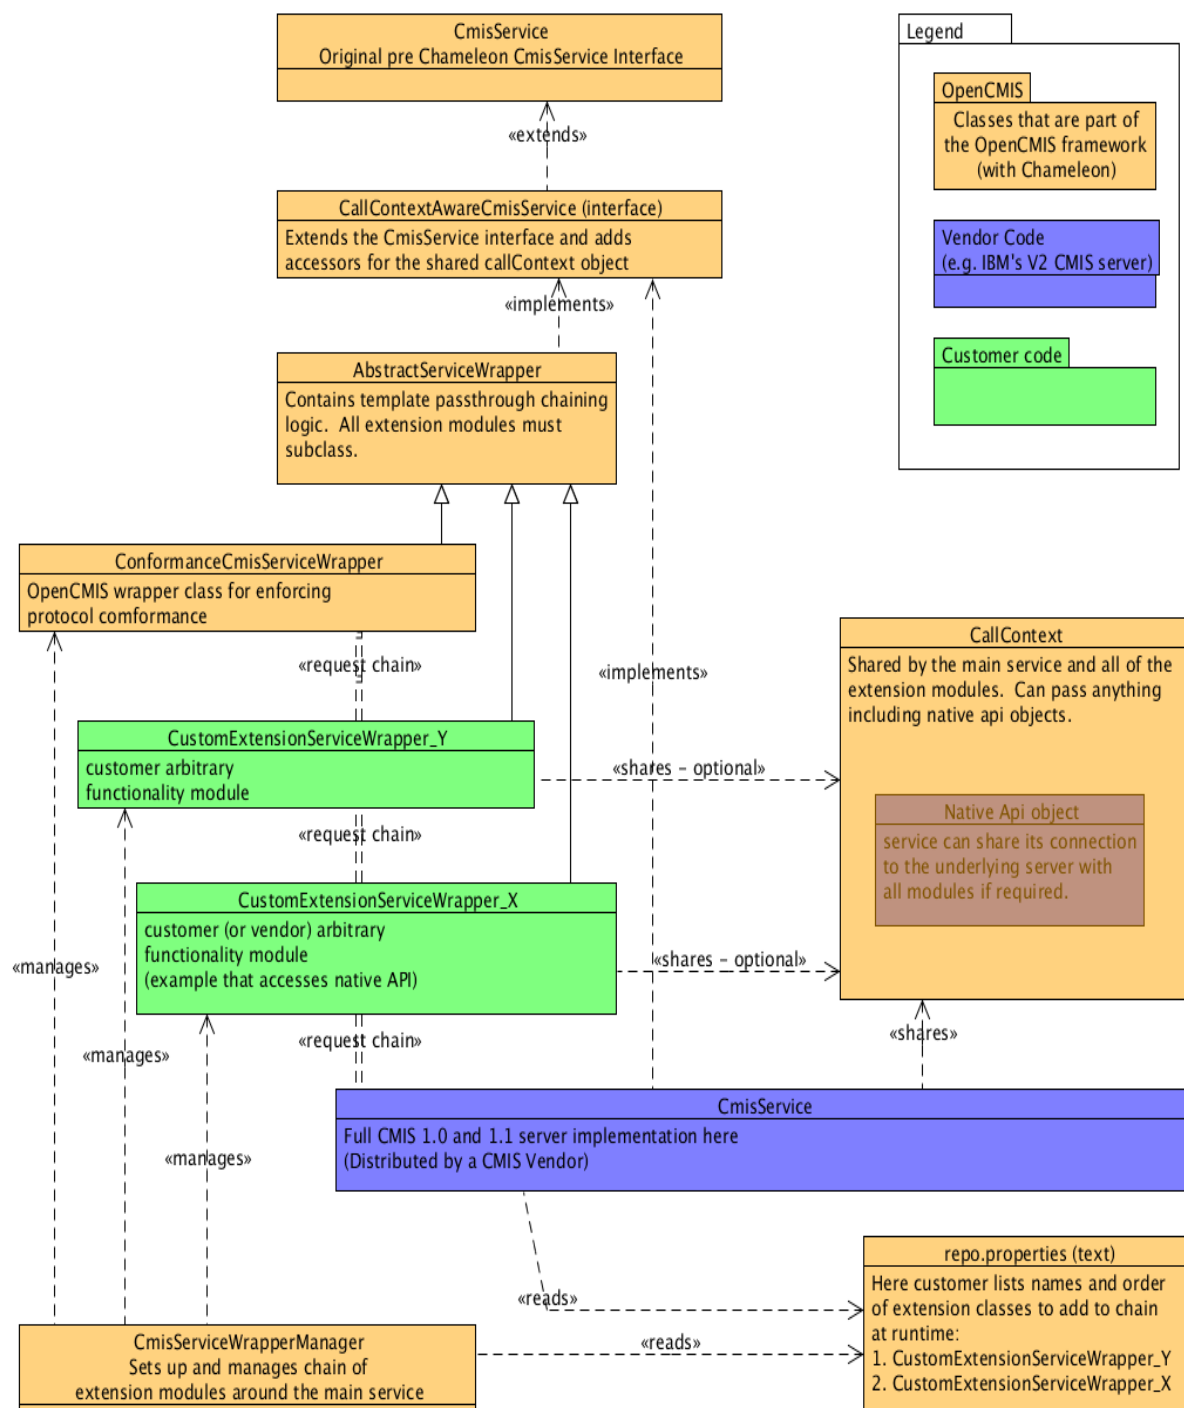 CmisService
Original pre Chameleon CmisService Interface
«extends»
CallContextAwareCmisService (interface)
Extends the CmisService interface and adds
accessors for the shared callContext object
«implements»
AbstractServiceWrapper
Contains template passthrough chaining
logic.  All extension modules must
subclass.
Legend
OpenCMIS
Classes that are part of
the OpenCMIS framework
(with Chameleon)
Vendor Code
(e.g. IBM's V2 CMIS server)
Customer code
ConformanceCmisServiceWrapper
OpenCMIS wrapper class for enforcing
protocol comformance
«request chain»
«implements»
CustomExtensionServiceWrapper_Y
customer arbitrary
functionality module
«shares – optional»
«request chain»
CustomExtensionServiceWrapper_X
customer (or vendor) arbitrary
functionality module
(example that accesses native API)
«shares – optional»
CallContext
Shared by the main service and all of the
extension modules.  Can pass anything
including native api objects.
Native Api object
service can share its connection
to the underlying server with
all modules if required.
«manages»
«manages»
«manages»
«request chain»
«shares»
CmisService
Full CMIS 1.0 and 1.1 server implementation here
(Distributed by a CMIS Vendor)
«reads»
«reads»
CmisServiceWrapperManager
Sets up and manages chain of
extension modules around the main service
repo.properties (text)
Here customer lists names and order
of extension classes to add to chain
at runtime:
1. CustomExtensionServiceWrapper_Y
2. CustomExtensionServiceWrapper_X